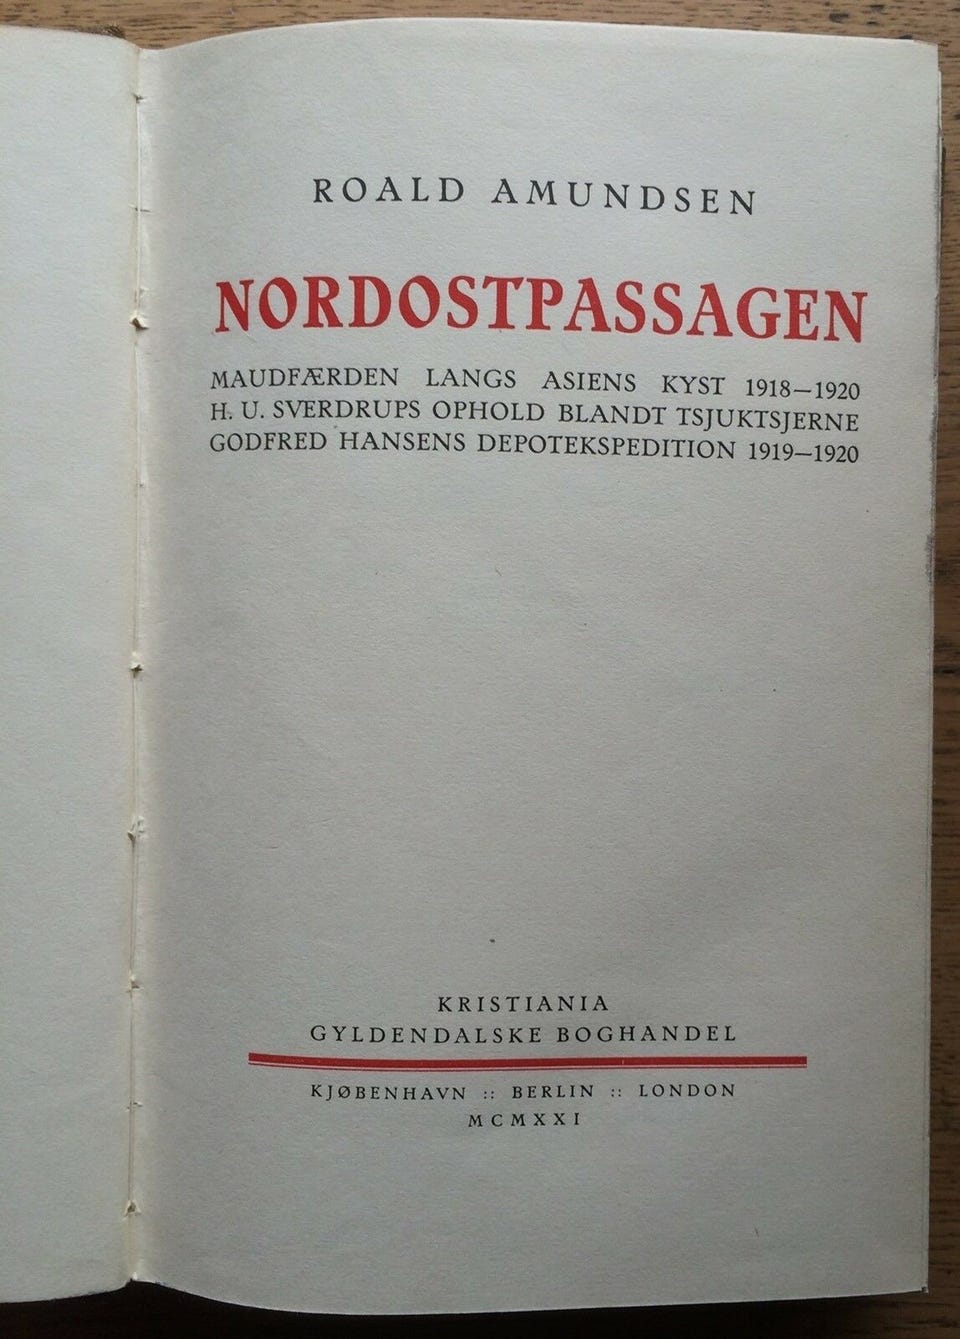 ROALD AMUNDSEN
NORDOSTPASSAGEN
MAUDFÆRDEN LANGS ASIENS KYST 1918—1920
H. U. SVERDRUPS OPHOLD BLANDT TSJUKTSJERNE
GODFRED HANSENS DEPOTEKSPEDITION 1919—1920
KRISTIANIA
GYLDENDALSKE BOGHANDEL
KJØBENHAVN :: BERLIN :: LONDON
MCMXXI